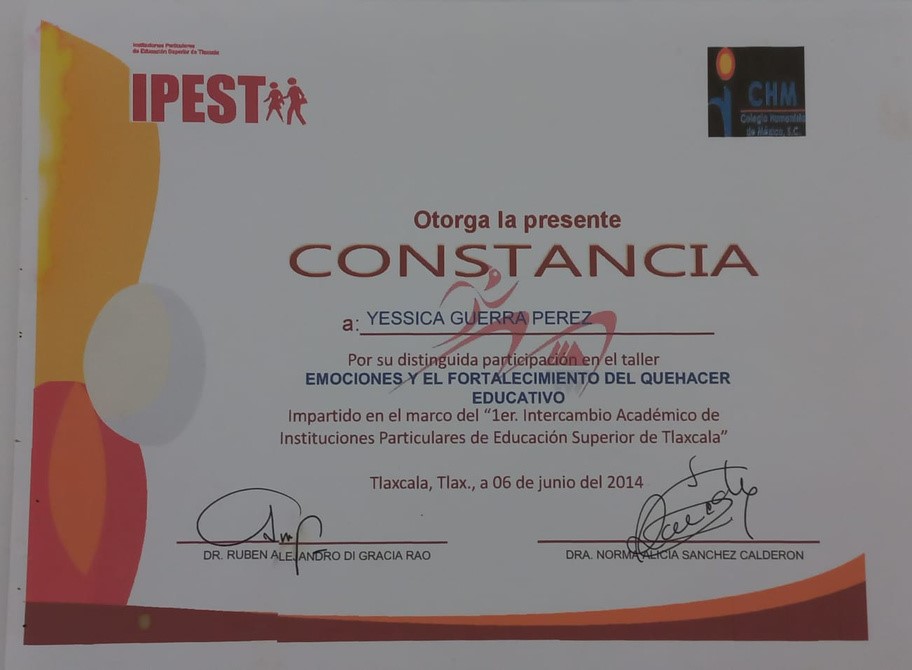 Instituciones Particulares
de Educación Superior de Tlaxcala
IPEST
CHM
Colegio Humanista
de México, S.C.
Otorga la presente
CONSTANCIA
a: YESSICA GUERRA PEREZ
Por su distinguida participación en el taller
EMOCIONES Y EL FORTALECIMIENTO DEL QUEHACER
EDUCATIVO
Impartido en el marco del “1er. Intercambio Académico de
Instituciones Particulares de Educación Superior de Tlaxcala”
Tlaxcala, Tlax., a 06 de junio del 2014
DR. RUBEN ALEJANDRO DI GRACIA RAO
DRA. NORMA ALICIA SANCHEZ CALDERON